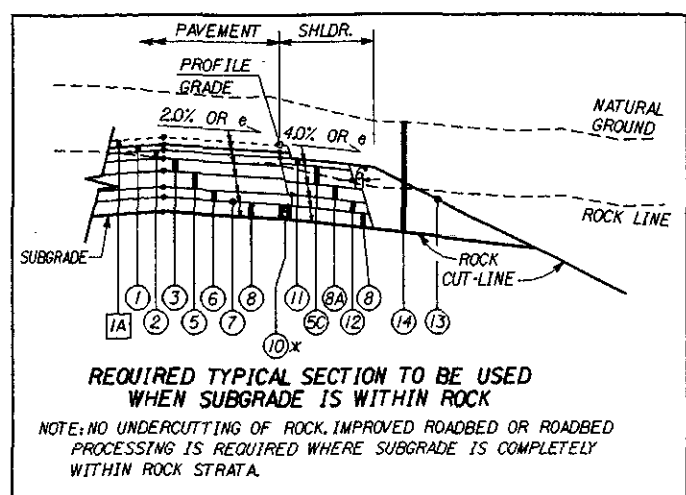 PAVEMENT SHLDR.
PROFILE
GRADE
NATURAL
GROUND
2.0% OR e
4.0% OR e
6"
ROCK LINE
SUBGRADE
ROCK
CUT-LINE
1A 1 2 3 5 6 7 8 10* 11 5C 8A 12 8 14 13
REQUIRED TYPICAL SECTION TO BE USED
WHEN SUBGRADE IS WITHIN ROCK
NOTE: NO UNDERCUTTING OF ROCK. IMPROVED ROADBED OR ROADBED
PROCESSING IS REQUIRED WHERE SUBGRADE IS COMPLETELY
WITHIN ROCK STRATA.